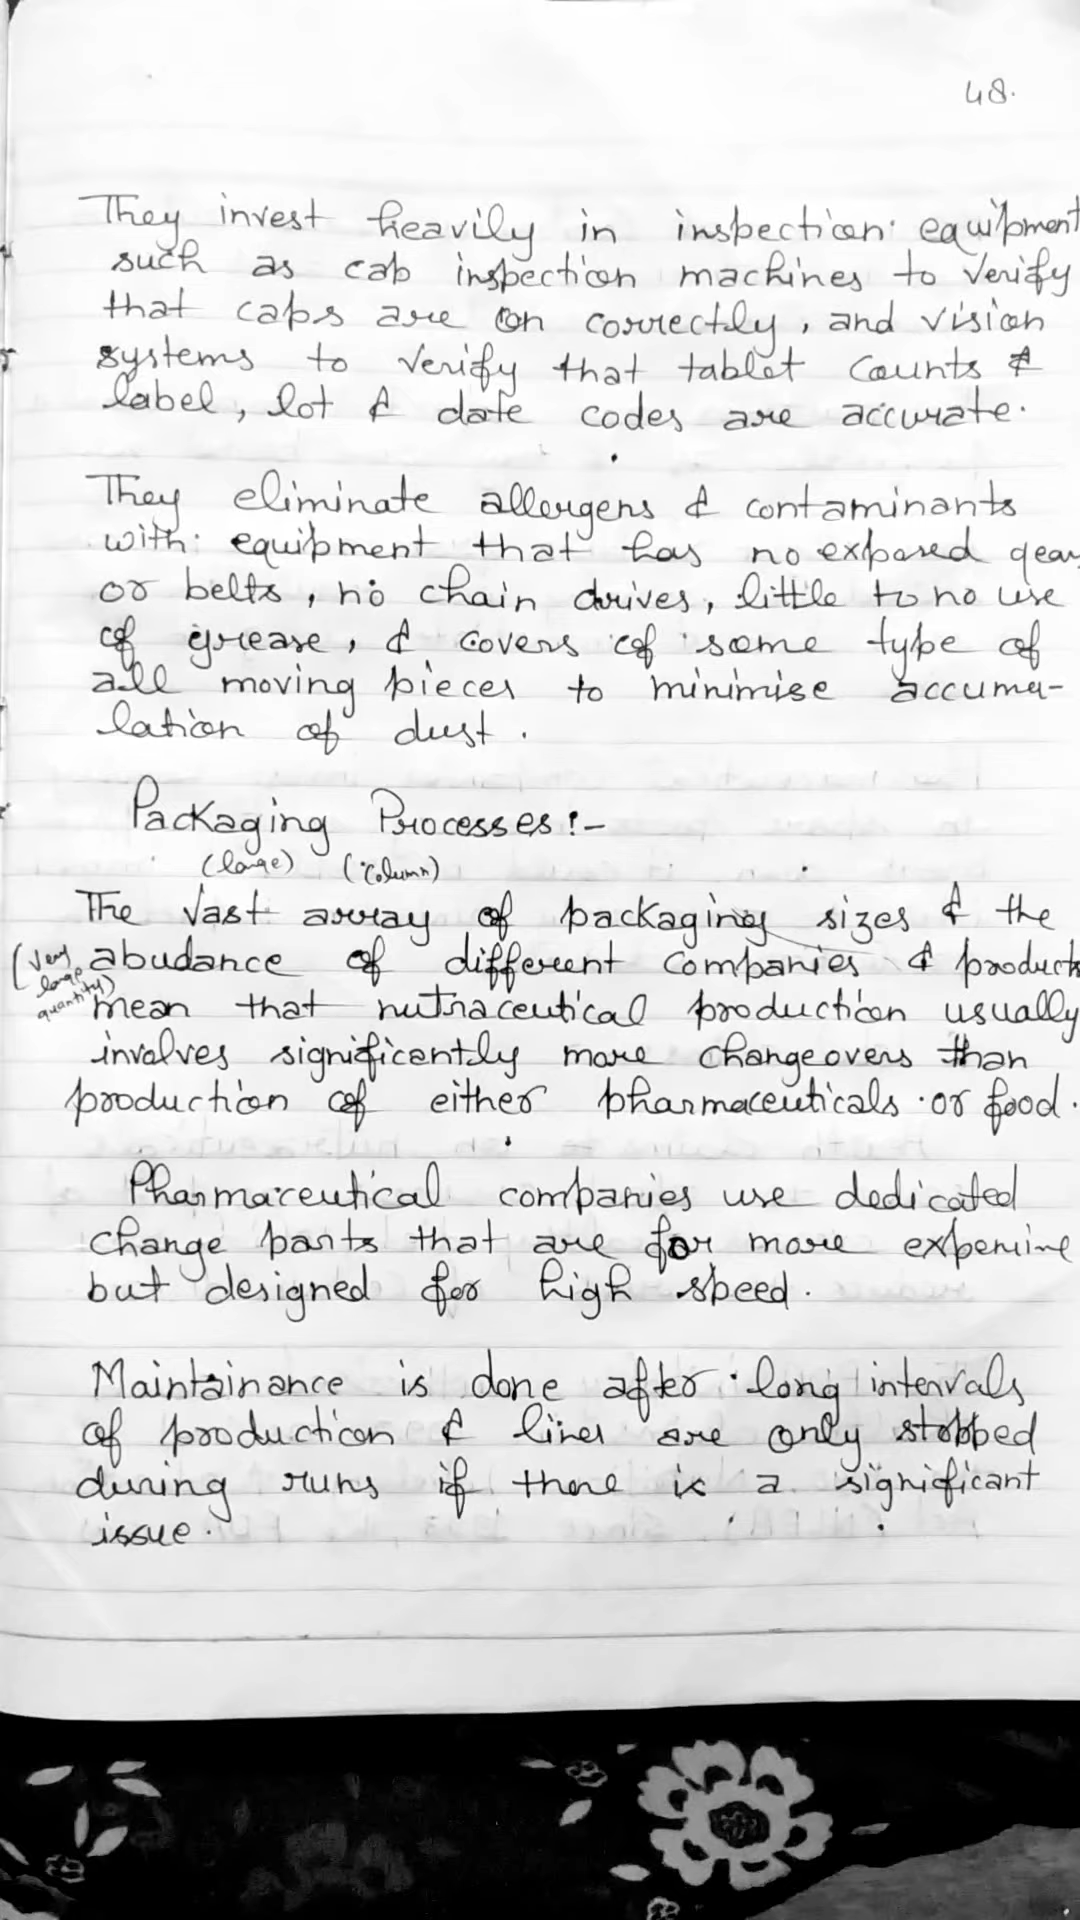 48.
They invest heavily in inspection equipment
such as cap inspection machines to verify
that caps are on correctly, and vision
systems to verify that tablet counts &
label, lot & date codes are accurate.
They eliminate allergens & contaminants
with equipment that has no exposed gears
or belts, no chain drives, little to no use
of grease, & covers of some type of
all moving pieces to minimise accumu-
lation of dust.
Packaging Processes :-
(large) (column)
The vast array of packaging sizes & the
(very large quantity) abudance of different companies & products
mean that nutraceutical production usually
involves significantly more changeovers than
production of either pharmaceuticals or food.
Pharmaceutical companies use dedicated
change parts that are far more expensive
but designed for high speed.
Maintainance is done after long intervals
of production & lines are only stopped
during runs if there is a significant
issue.